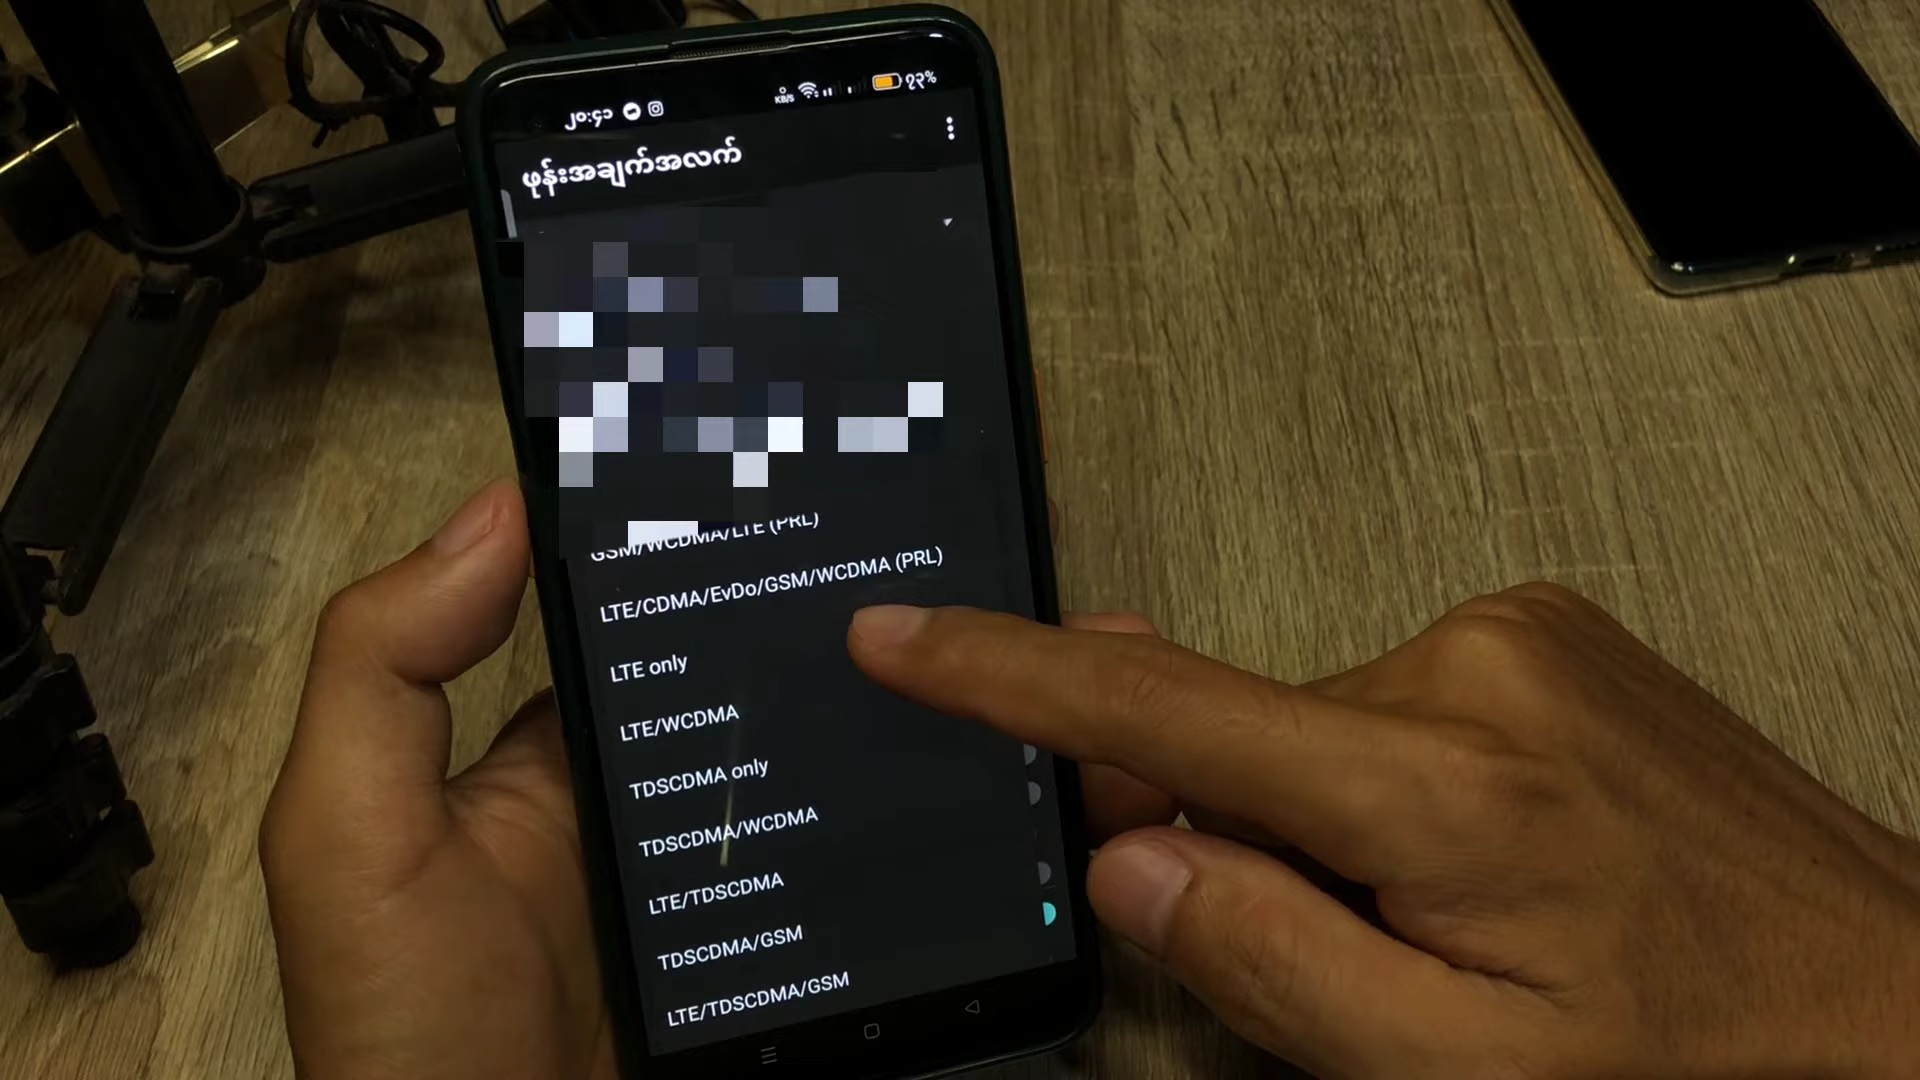 ၂၀:၄၁ KB/S ၇၃%
ဖုန်းအချက်အလက်
GSM/WCDMA/LTE (PRL)
LTE/CDMA/EvDo/GSM/WCDMA (PRL)
LTE only
LTE/WCDMA
TDSCDMA only
TDSCDMA/WCDMA
LTE/TDSCDMA
TDSCDMA/GSM
LTE/TDSCDMA/GSM